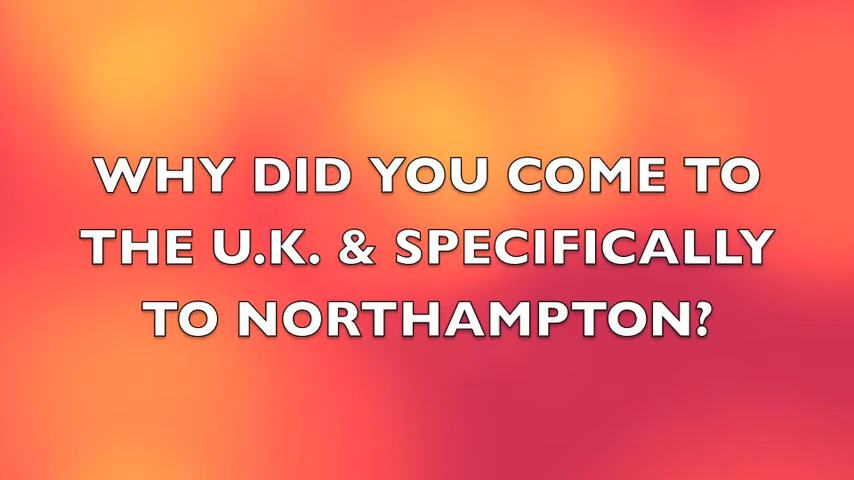 WHY DID YOU COME TO
THE U.K. & SPECIFICALLY
TO NORTHAMPTON?